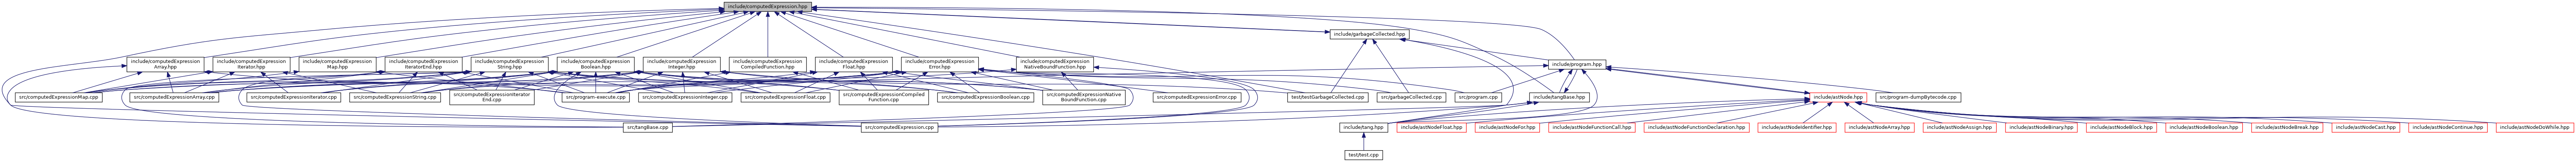 include/computedExpression.hpp
include/garbageCollected.hpp
include/computedExpression
Array.hpp
include/computedExpression
Iterator.hpp
include/computedExpression
Map.hpp
include/computedExpression
IteratorEnd.hpp
include/computedExpression
String.hpp
include/computedExpression
Boolean.hpp
include/computedExpression
Integer.hpp
include/computedExpression
CompiledFunction.hpp
include/computedExpression
Float.hpp
include/computedExpression
Error.hpp
include/computedExpression
NativeBoundFunction.hpp
include/program.hpp
src/computedExpressionMap.cpp
src/computedExpressionArray.cpp
src/computedExpressionIterator.cpp
src/computedExpressionString.cpp
src/computedExpressionIterator
End.cpp
src/program-execute.cpp
src/computedExpressionInteger.cpp
src/computedExpressionFloat.cpp
src/computedExpressionCompiled
Function.cpp
src/computedExpressionBoolean.cpp
src/computedExpressionNative
BoundFunction.cpp
src/computedExpressionError.cpp
test/testGarbageCollected.cpp
src/garbageCollected.cpp
src/program.cpp
include/tangBase.hpp
include/astNode.hpp
src/program-dumpBytecode.cpp
src/tangBase.cpp
src/computedExpression.cpp
include/tang.hpp
include/astNodeFloat.hpp
include/astNodeFor.hpp
include/astNodeFunctionCall.hpp
include/astNodeFunctionDeclaration.hpp
include/astNodeIdentifier.hpp
include/astNodeArray.hpp
include/astNodeAssign.hpp
include/astNodeBinary.hpp
include/astNodeBlock.hpp
include/astNodeBoolean.hpp
include/astNodeBreak.hpp
include/astNodeCast.hpp
include/astNodeContinue.hpp
include/astNodeDoWhile.hpp
test/test.cpp